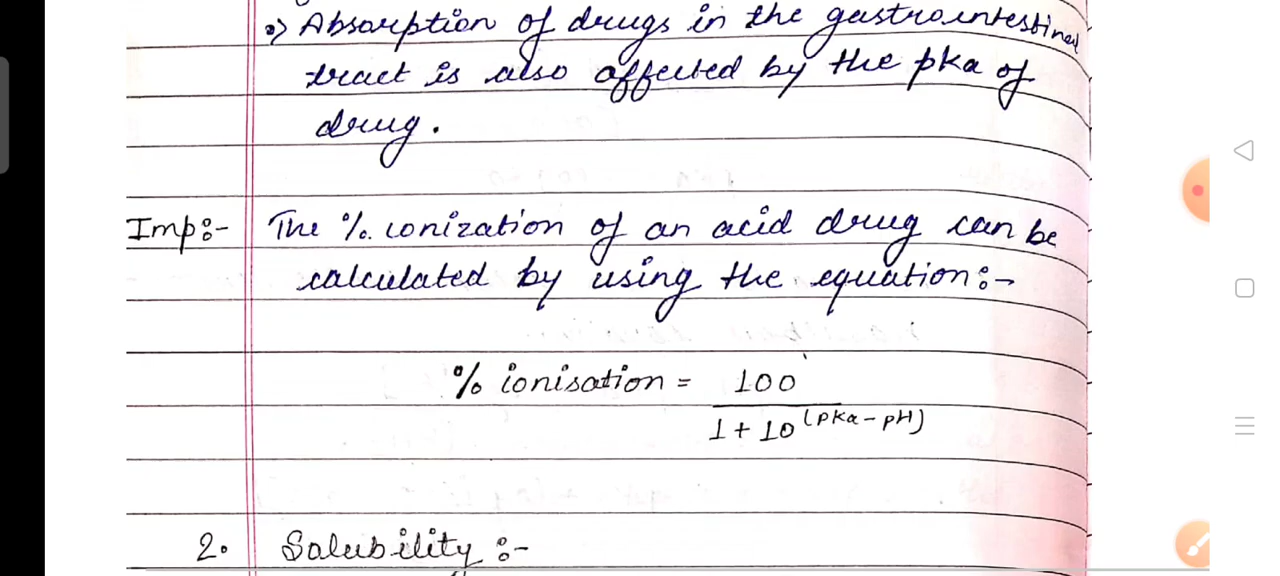 ⇒ Absorption of drugs in the gastrointestinal
tract is also affected by the pka of
drug.
Imp:- The % ionization of an acid drug can be
calculated by using the equation:-
% ionisation = 100
1 + 10 (pka - pH)
2. Solubility :-